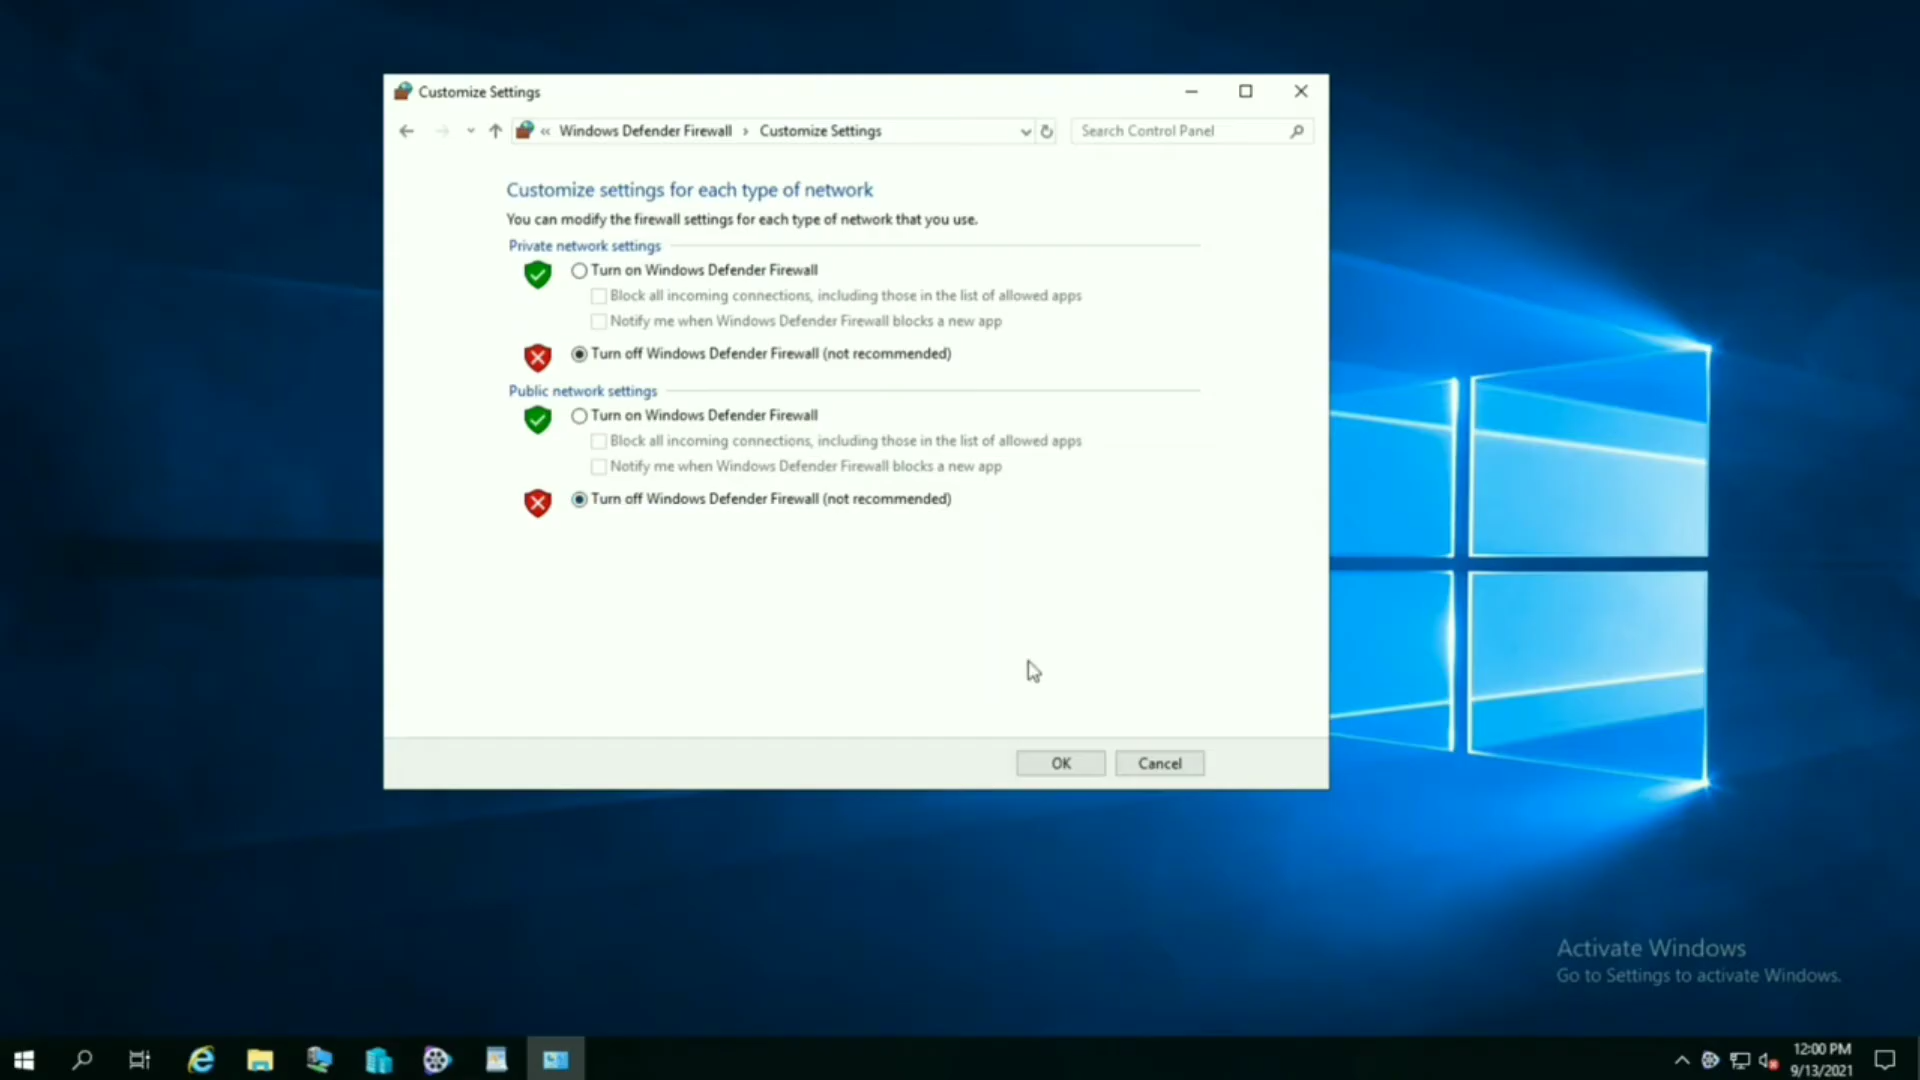 Customize Settings
« Windows Defender Firewall › Customize Settings
Search Control Panel
Customize settings for each type of network
You can modify the firewall settings for each type of network that you use.
Private network settings
Turn on Windows Defender Firewall
Block all incoming connections, including those in the list of allowed apps
Notify me when Windows Defender Firewall blocks a new app
Turn off Windows Defender Firewall (not recommended)
Public network settings
Turn on Windows Defender Firewall
Block all incoming connections, including those in the list of allowed apps
Notify me when Windows Defender Firewall blocks a new app
Turn off Windows Defender Firewall (not recommended)
OK
Cancel
Activate Windows
Go to Settings to activate Windows.
12:00 PM
9/13/2021